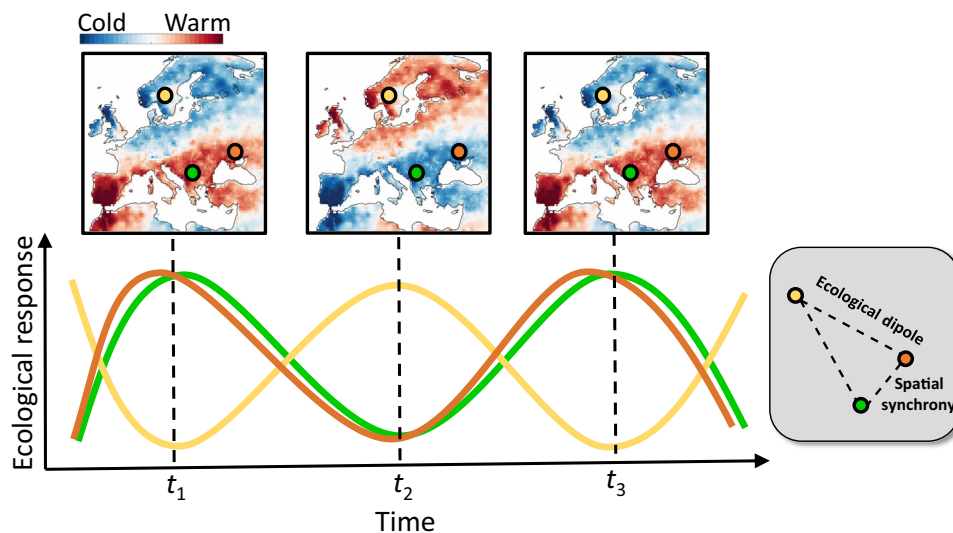 Cold Warm
Ecological response
t1 t2 t3
Time
Ecological dipole
Spatial
synchrony